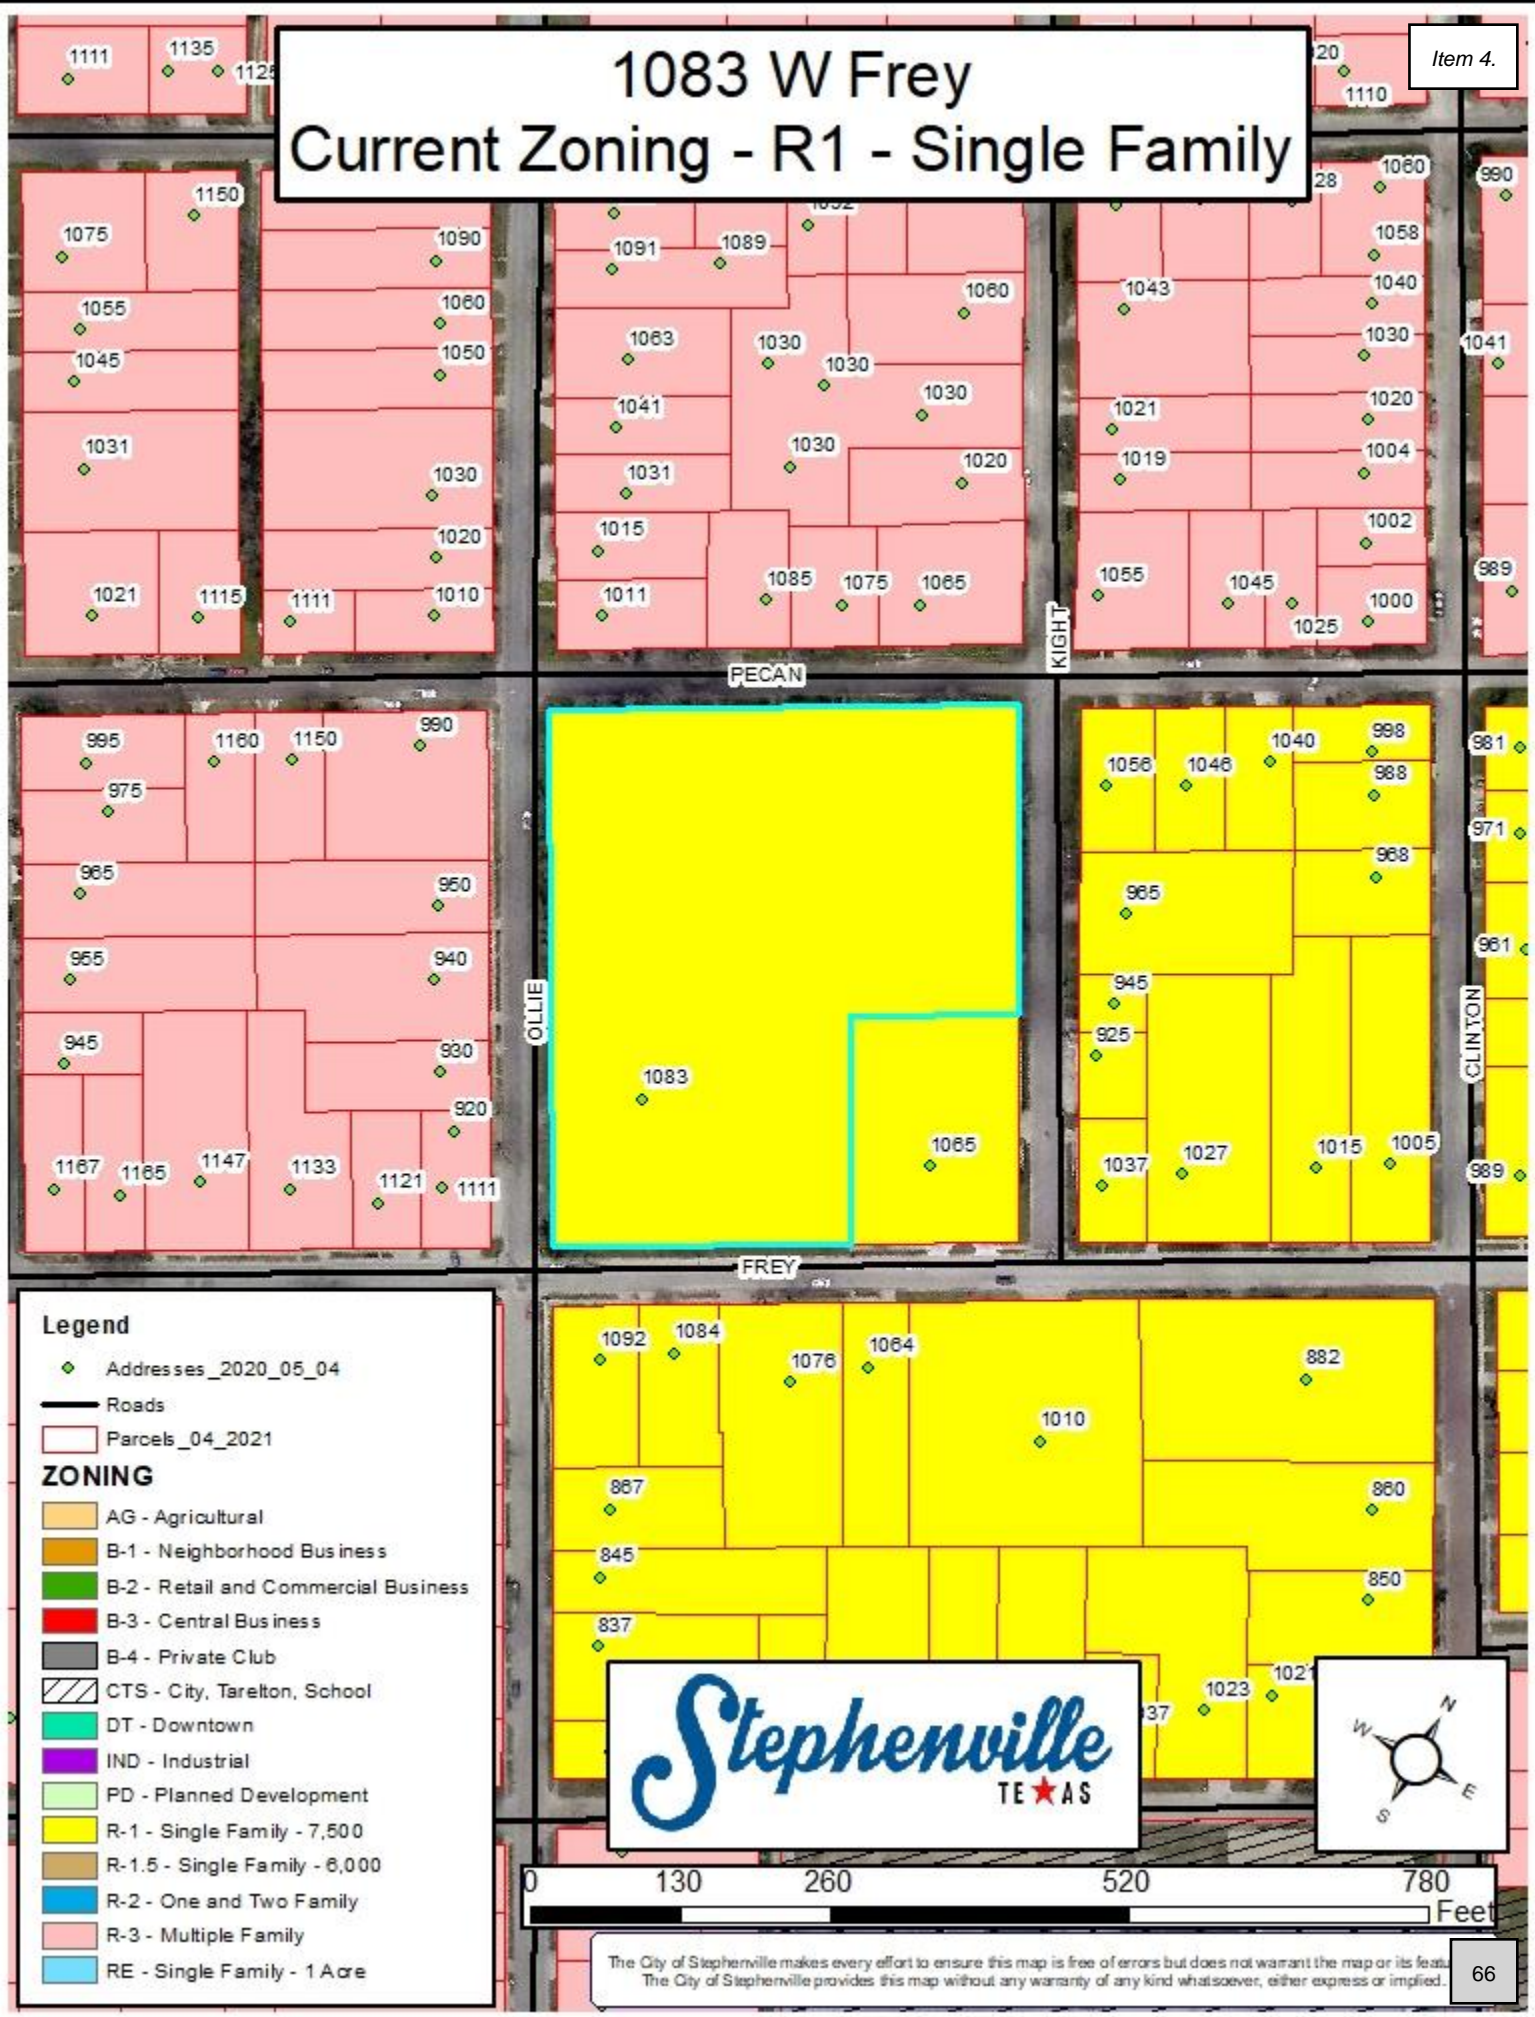 Item 4.
1083 W Frey
Current Zoning - R1 - Single Family
1111
1135
1110
1150
1060
990
1075
1090
1091
1089
1058
1055
1060
1060
1043
1040
1045
1050
1063
1030
1030
1030
1041
1031
1041
1030
1021
1020
1030
1031
1030
1020
1019
1004
1020
1015
1002
1021
1115
1111
1010
1011
1085
1075
1065
1055
1045
1025
1000
989
KIGHT
PECAN
995
1160
1150
990
1056
1046
1040
998
981
975
988
971
965
950
965
968
955
940
945
961
OLLIE
CLINTON
945
930
1083
925
920
1065
1167
1165
1147
1133
1121
1111
1037
1027
1015
1005
989
FREY
1092
1084
1076
1064
882
1010
867
860
845
850
837
1023
Legend
Addresses_2020_05_04
Roads
Parcels_04_2021
ZONING
AG - Agricultural
B-1 - Neighborhood Business
B-2 - Retail and Commercial Business
B-3 - Central Business
B-4 - Private Club
CTS - City, Tarelton, School
DT - Downtown
IND - Industrial
PD - Planned Development
R-1 - Single Family - 7,500
R-1.5 - Single Family - 6,000
R-2 - One and Two Family
R-3 - Multiple Family
RE - Single Family - 1 Acre
Stephenville
TEXAS
N
W
E
S
0 130 260 520 780
Feet
The City of Stephenville makes every effort to ensure this map is free of errors but does not warrant the map or its
The City of Stephenville provides this map without any warranty of any kind whatsoever, either express or implied.
66